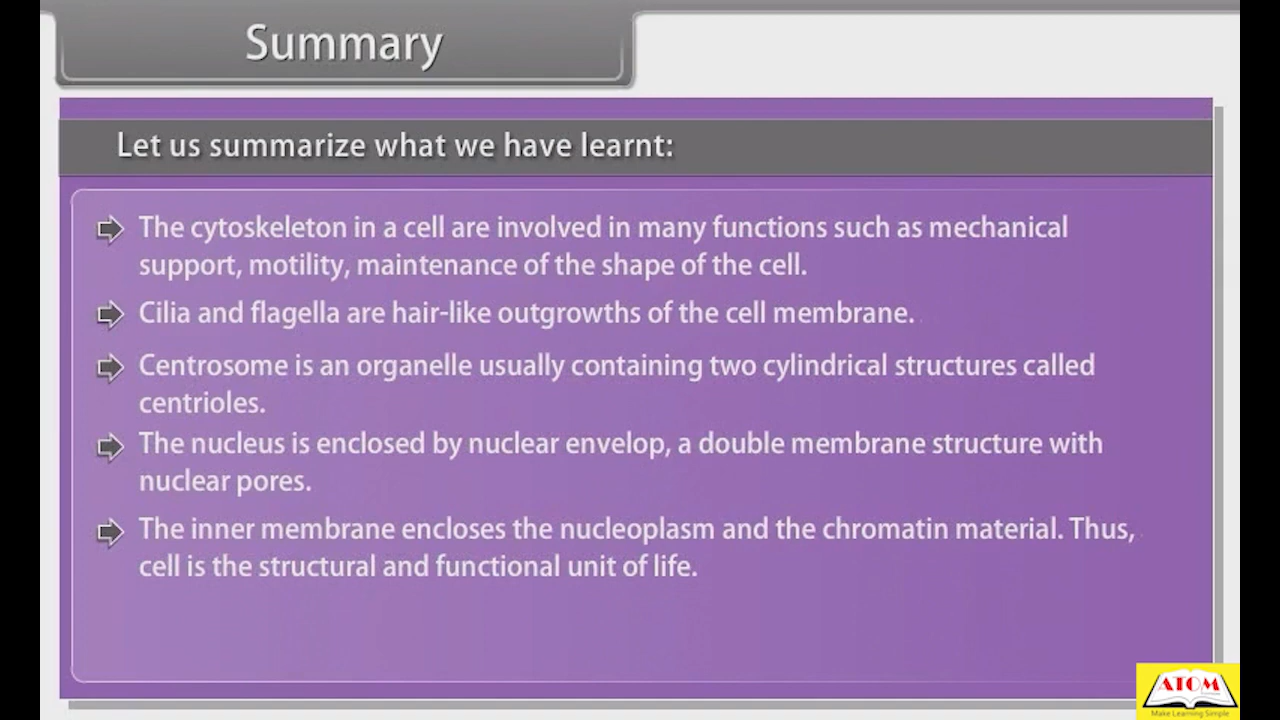 Summary
Let us summarize what we have learnt:
The cytoskeleton in a cell are involved in many functions such as mechanical
support, motility, maintenance of the shape of the cell.
Cilia and flagella are hair-like outgrowths of the cell membrane.
Centrosome is an organelle usually containing two cylindrical structures called
centrioles.
The nucleus is enclosed by nuclear envelop, a double membrane structure with
nuclear pores.
The inner membrane encloses the nucleoplasm and the chromatin material. Thus,
cell is the structural and functional unit of life.
ATOM
Make Learning Simple